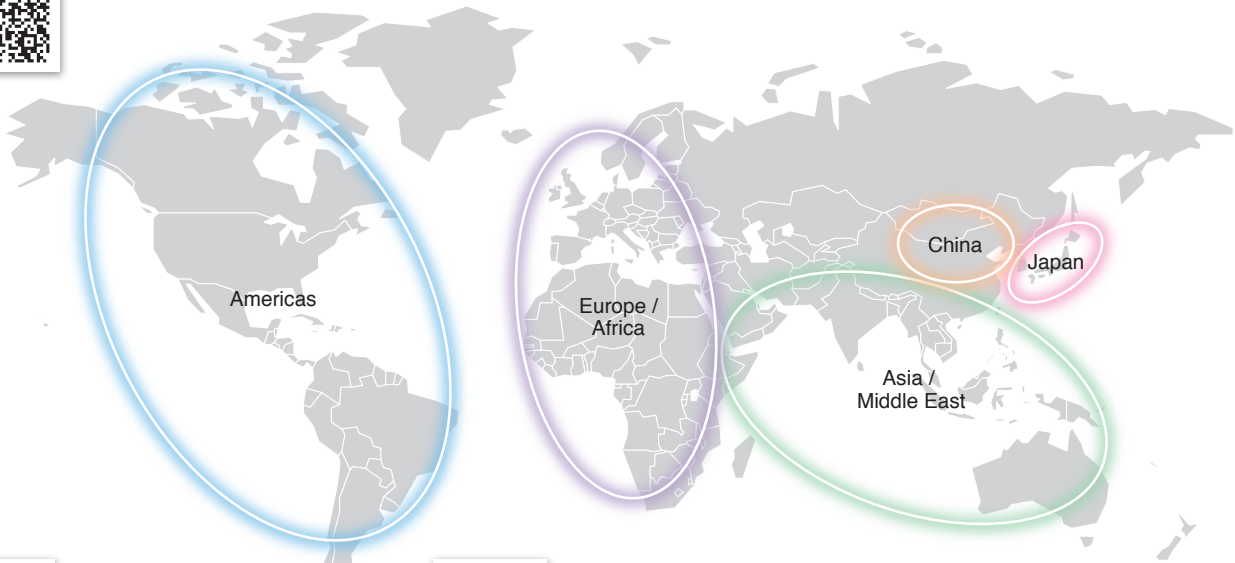 Americas
Europe /
Africa
China
Japan
Asia /
Middle East